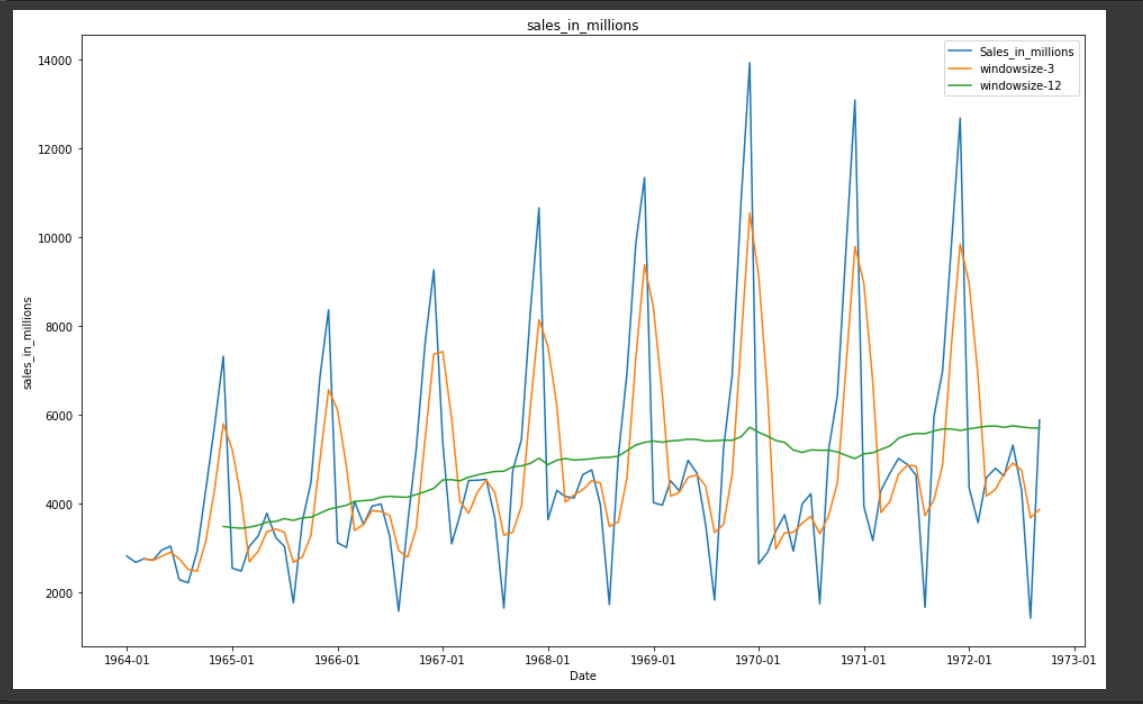 sales_in_millions
Sales_in_millions
windowsize-3
windowsize-12
14000
12000
10000
8000
6000
4000
2000
sales_in_millions
1964-01 1965-01 1966-01 1967-01 1968-01 1969-01 1970-01 1971-01 1972-01 1973-01
Date